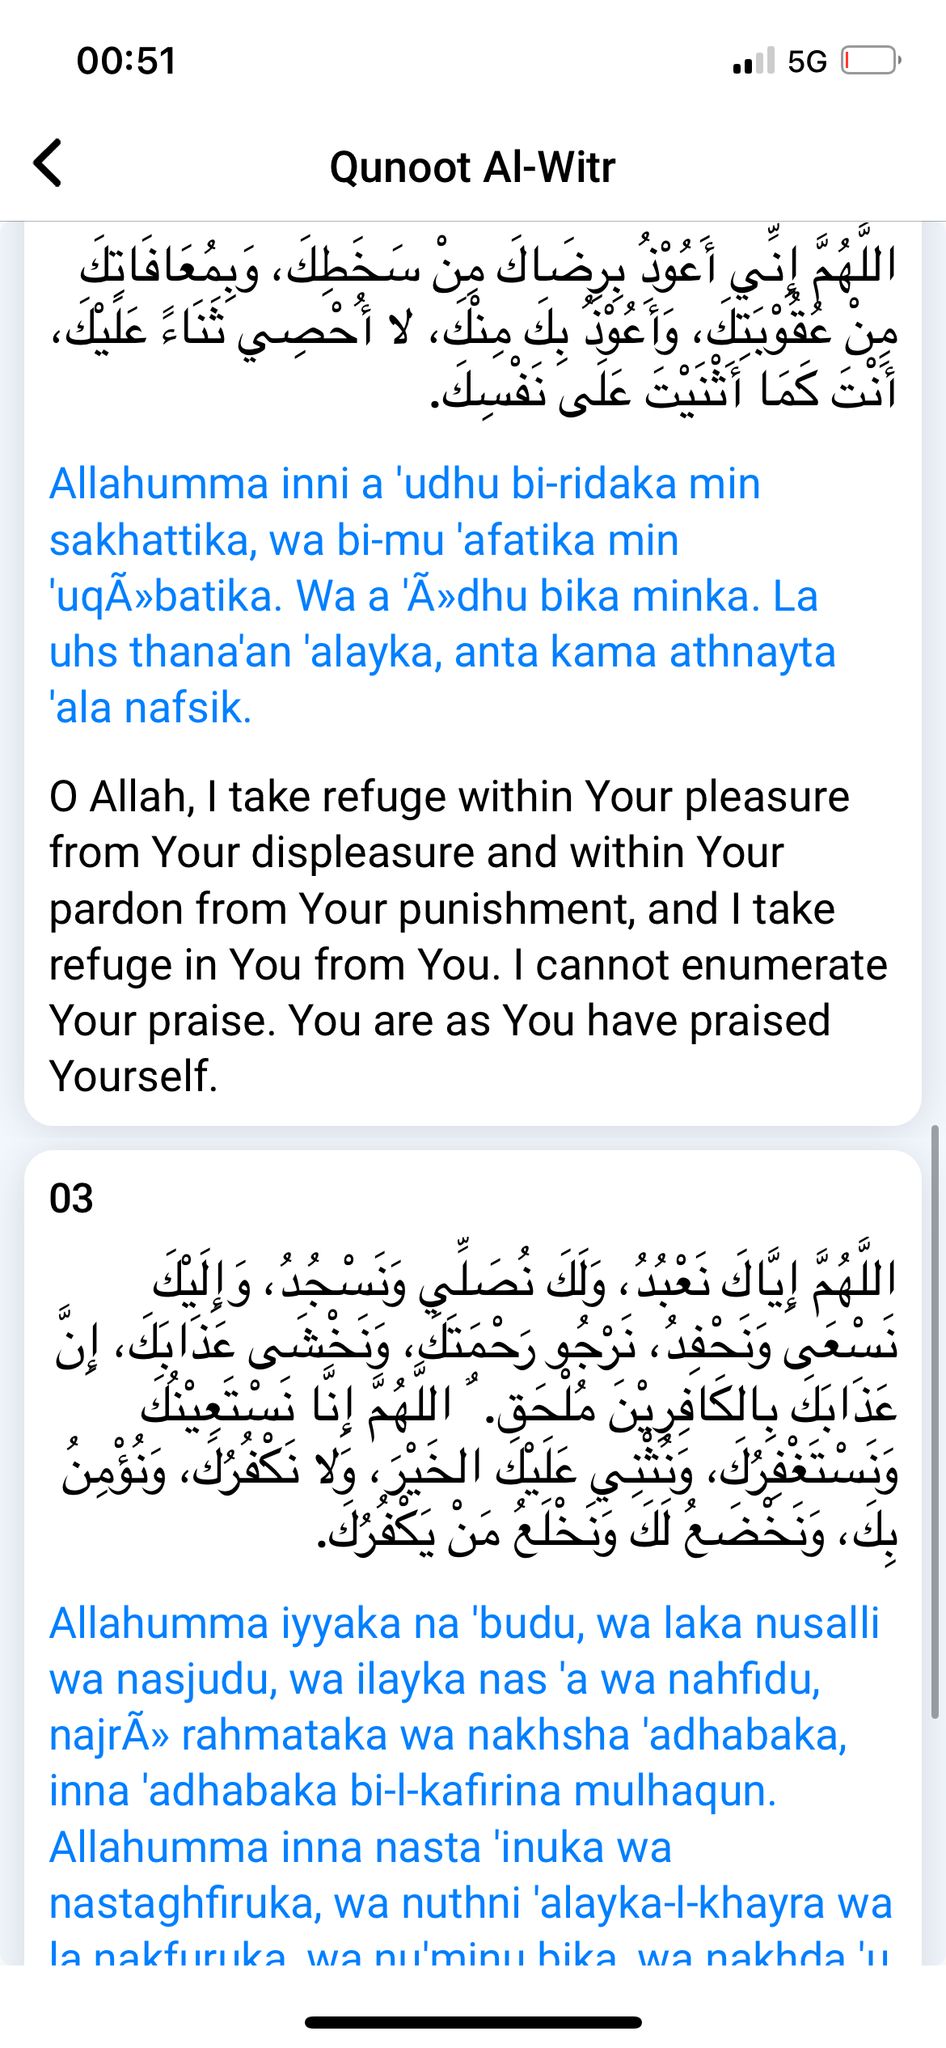 00:51
5G
Qunoot Al-Witr
اللَّهُمَّ إِنِّي أَعُوْذُ بِرِضَاكَ مِنْ سَخَطِكَ، وَبِمُعَافَاتِكَ
مِنْ عُقُوْبَتِكَ، وَأَعُوْذُ بِكَ مِنْكَ، لا أُحْصِي ثَنَاءً عَلَيْكَ،
أَنْتَ كَمَا أَثْنَيْتَ عَلَى نَفْسِكَ.
Allahumma inni a 'udhu bi-ridaka min
sakhattika, wa bi-mu 'afatika min
'uqÃ»batika. Wa a 'Ã»dhu bika minka. La
uhs thana'an 'alayka, anta kama athnayta
'ala nafsik.
O Allah, I take refuge within Your pleasure
from Your displeasure and within Your
pardon from Your punishment, and I take
refuge in You from You. I cannot enumerate
Your praise. You are as You have praised
Yourself.
03
اللَّهُمَّ إِيَّاكَ نَعْبُدُ، وَلَكَ نُصَلِّي وَنَسْجُدُ، وَإِلَيْكَ
نَسْعَى وَنَحْفِدُ، نَرْجُو رَحْمَتَكَ، وَنَخْشَى عَذَابَكَ، إِنَّ
عَذَابَكَ بِالكَافِرِيْنَ مُلْحَقٌ. اللَّهُمَّ إِنَّا نَسْتَعِيْنُكَ
وَنَسْتَغْفِرُكَ، وَنُثْنِي عَلَيْكَ الخَيْرَ، وَلا نَكْفُرُكَ، وَنُؤْمِنُ
بِكَ، وَنَخْضَعُ لَكَ وَنَخْلَعُ مَنْ يَكْفُرُكَ.
Allahumma iyyaka na 'budu, wa laka nusalli
wa nasjudu, wa ilayka nas 'a wa nahfidu,
najrÃ» rahmataka wa nakhsha 'adhabaka,
inna 'adhabaka bi-l-kafirina mulhaqun.
Allahumma inna nasta 'inuka wa
nastaghfiruka, wa nuthni 'alayka-l-khayra wa
la nakfuruka, wa nu'minu bika, wa nakhda 'u